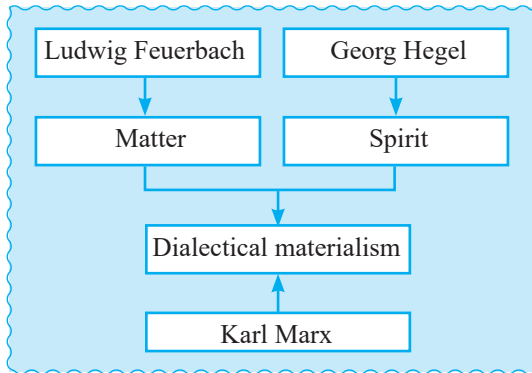 Ludwig Feuerbach
Georg Hegel
Matter
Spirit
Dialectical materialism
Karl Marx